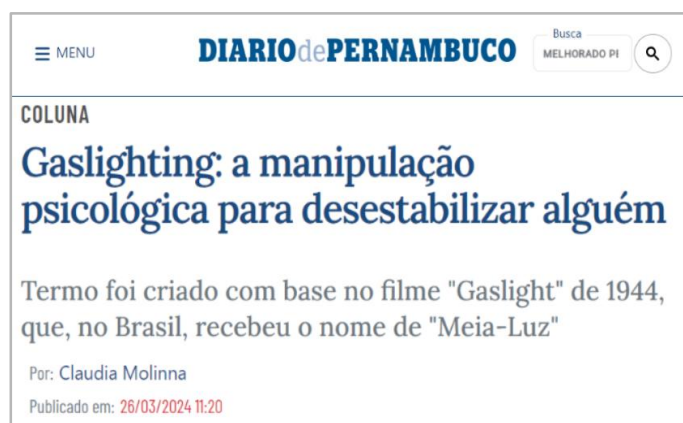 MENU
DIARIOdePERNAMBUCO
Busca
MELHORADO PI
COLUNA
Gaslighting: a manipulação
psicológica para desestabilizar alguém
Termo foi criado com base no filme "Gaslight" de 1944,
que, no Brasil, recebeu o nome de "Meia-Luz"
Por: Claudia Molinna
Publicado em: 26/03/2024 11:20